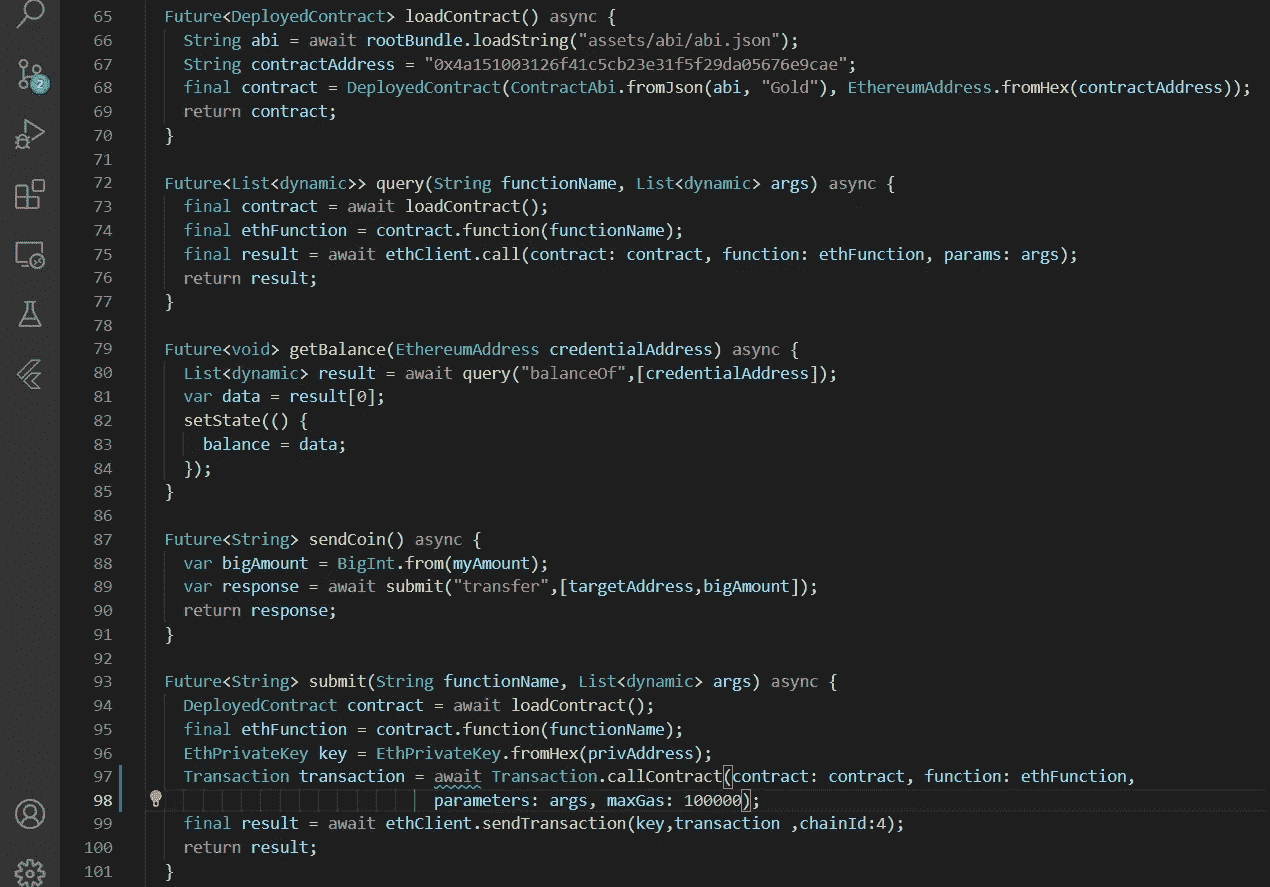 65 Future<DeployedContract> loadContract() async {
66 String abi = await rootBundle.loadString("assets/abi/abi.json");
67 String contractAddress = "0x4a151003126f41c5cb23e31f5f29da05676e9cae";
68 final contract = DeployedContract(ContractAbi.fromJson(abi, "Gold"), EthereumAddress.fromHex(contractAddress));
69 return contract;
70 }
71
72 Future<List<dynamic>> query(String functionName, List<dynamic> args) async {
73 final contract = await loadContract();
74 final ethFunction = contract.function(functionName);
75 final result = await ethClient.call(contract: contract, function: ethFunction, params: args);
76 return result;
77 }
78
79 Future<void> getBalance(EthereumAddress credentialAddress) async {
80 List<dynamic> result = await query("balanceOf",[credentialAddress]);
81 var data = result[0];
82 setState(() {
83 balance = data;
84 });
85 }
86
87 Future<String> sendCoin() async {
88 var bigAmount = BigInt.from(myAmount);
89 var response = await submit("transfer",[targetAddress,bigAmount]);
90 return response;
91 }
92
93 Future<String> submit(String functionName, List<dynamic> args) async {
94 DeployedContract contract = await loadContract();
95 final ethFunction = contract.function(functionName);
96 EthPrivateKey key = EthPrivateKey.fromHex(privAddress);
97 Transaction transaction = await Transaction.callContract(contract: contract, function: ethFunction,
98 parameters: args, maxGas: 100000);
99 final result = await ethClient.sendTransaction(key,transaction ,chainId:4);
100 return result;
101 }
2